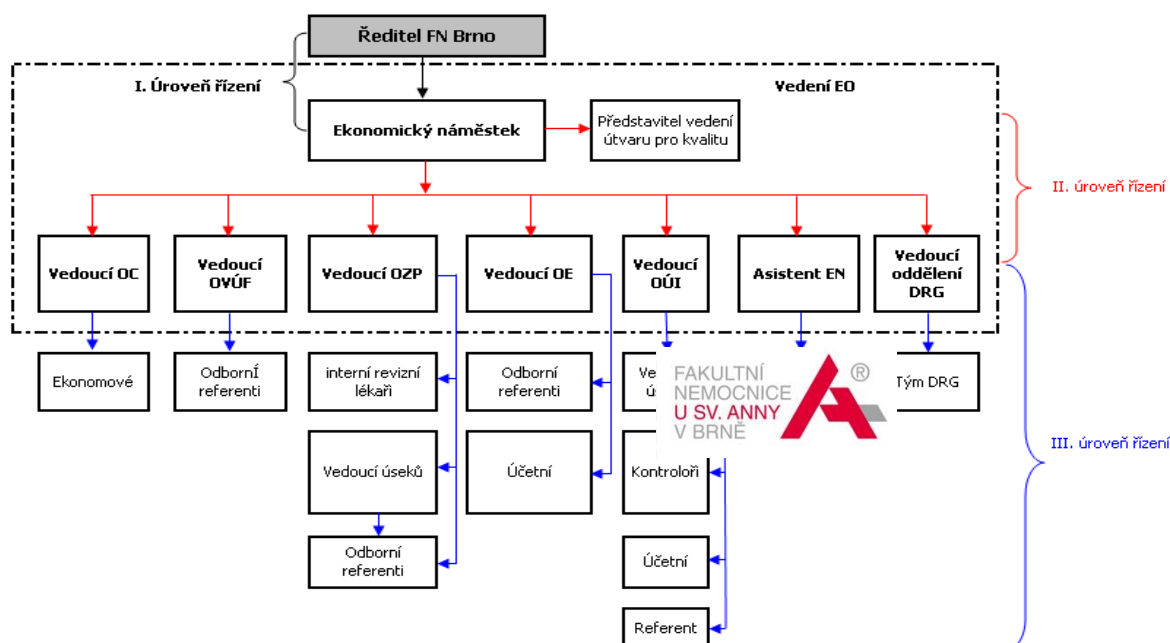 Ředitel FN Brno
I. Úroveň řízení
Vedení EO
Ekonomický náměstek
Představitel vedení
útvaru pro kvalitu
II. úroveň řízení
Vedoucí OC
Vedoucí
OVÚF
Vedoucí OZP
Vedoucí OE
Vedoucí
OÚI
Asistent EN
Vedoucí
oddělení
DRG
Ekonomové
OdbornÍ
referenti
interní revizní
lékaři
Odborní
referenti
FAKULTNÍ
NEMOCNICE
U SV. ANNY
V BRNĚ
®
Tým DRG
III. úroveň řízení
Vedoucí úseků
Účetní
Kontroloři
Odborní
referenti
Účetní
Referent